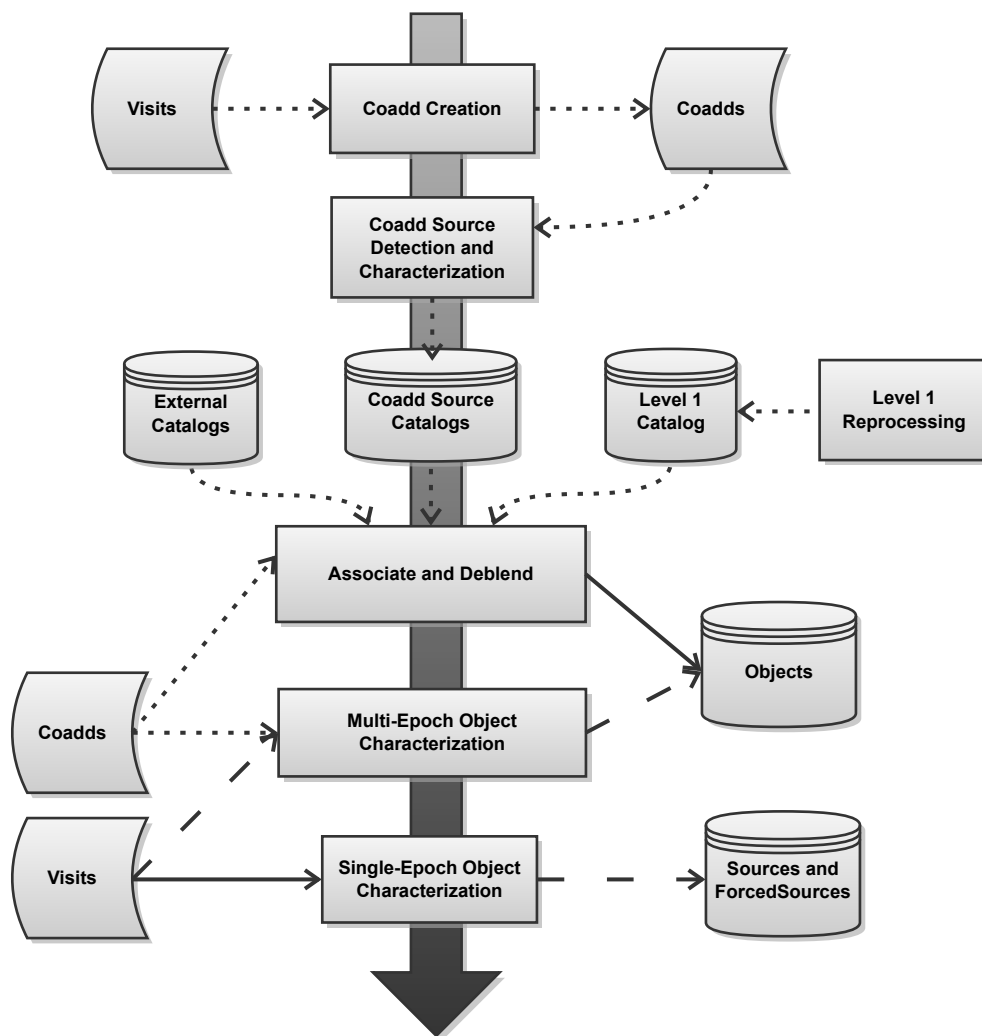 Visits
Coadd Creation
Coadds
Coadd Source
Detection and
Characterization
External
Catalogs
Coadd Source
Catalogs
Level 1
Catalog
Level 1
Reprocessing
Associate and Deblend
Objects
Coadds
Multi-Epoch Object
Characterization
Visits
Single-Epoch Object
Characterization
Sources and
ForcedSources